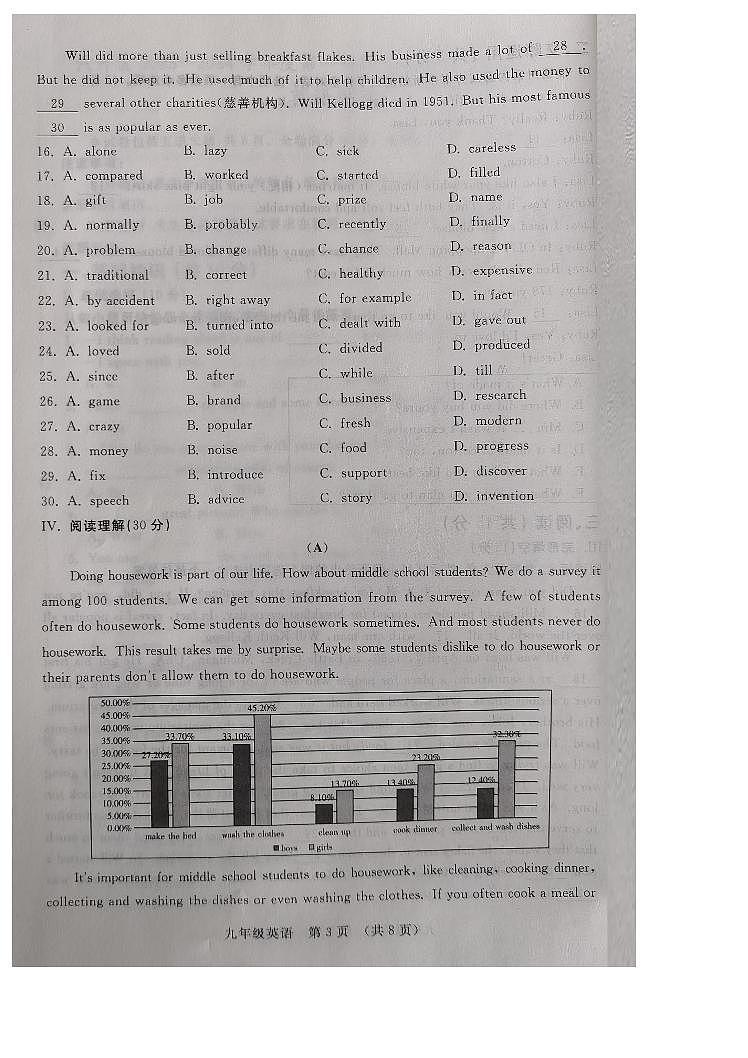 Will did more than just selling breakfast flakes. His business made a lot of 28 .
But he did not keep it. He used much of it to help children. He also used the money to
29 several other charities(慈善机构). Will Kellogg died in 1951. But his most famous
30 is as popular as ever.
16. A. alone B. lazy C. sick D. careless
17. A. compared B. worked C. started D. filled
18. A. gift B. job C. prize D. name
19. A. normally B. probably C. recently D. finally
20. A. problem B. change C. chance D. reason
21. A. traditional B. correct C. healthy D. expensive
22. A. by accident B. right away C. for example D. in fact
23. A. looked for B. turned into C. dealt with D. gave out
24. A. loved B. sold C. divided D. produced
25. A. since B. after C. while D. till
26. A. game B. brand C. business D. research
27. A. crazy B. popular C. fresh D. modern
28. A. money B. noise C. food D. progress
29. A. fix B. introduce C. support D. discover
30. A. speech B. advice C. story D. invention
IV. 阅读理解(30分)
(A)
Doing housework is part of our life. How about middle school students? We do a survey it
among 100 students. We can get some information from the survey. A few of students
often do housework. Some students do housework sometimes. And most students never do
housework. This result takes me by surprise. Maybe some students dislike to do housework or
their parents don't allow them to do housework.
50.00%
45.00%
40.00%
35.00%
30.00%
25.00%
20.00%
15.00%
10.00%
5.00%
0.00%
27.20% 33.70% 33.10% 45.20% 8.10% 13.70% 13.40% 23.20% 12.40% 32.30%
make the bed wash the clothes clean up cook dinner collect and wash dishes
boys girls
It's important for middle school students to do housework, like cleaning, cooking dinner,
collecting and washing the dishes or even washing the clothes. If you often cook a meal or
九年级英语 第3页 (共8页)